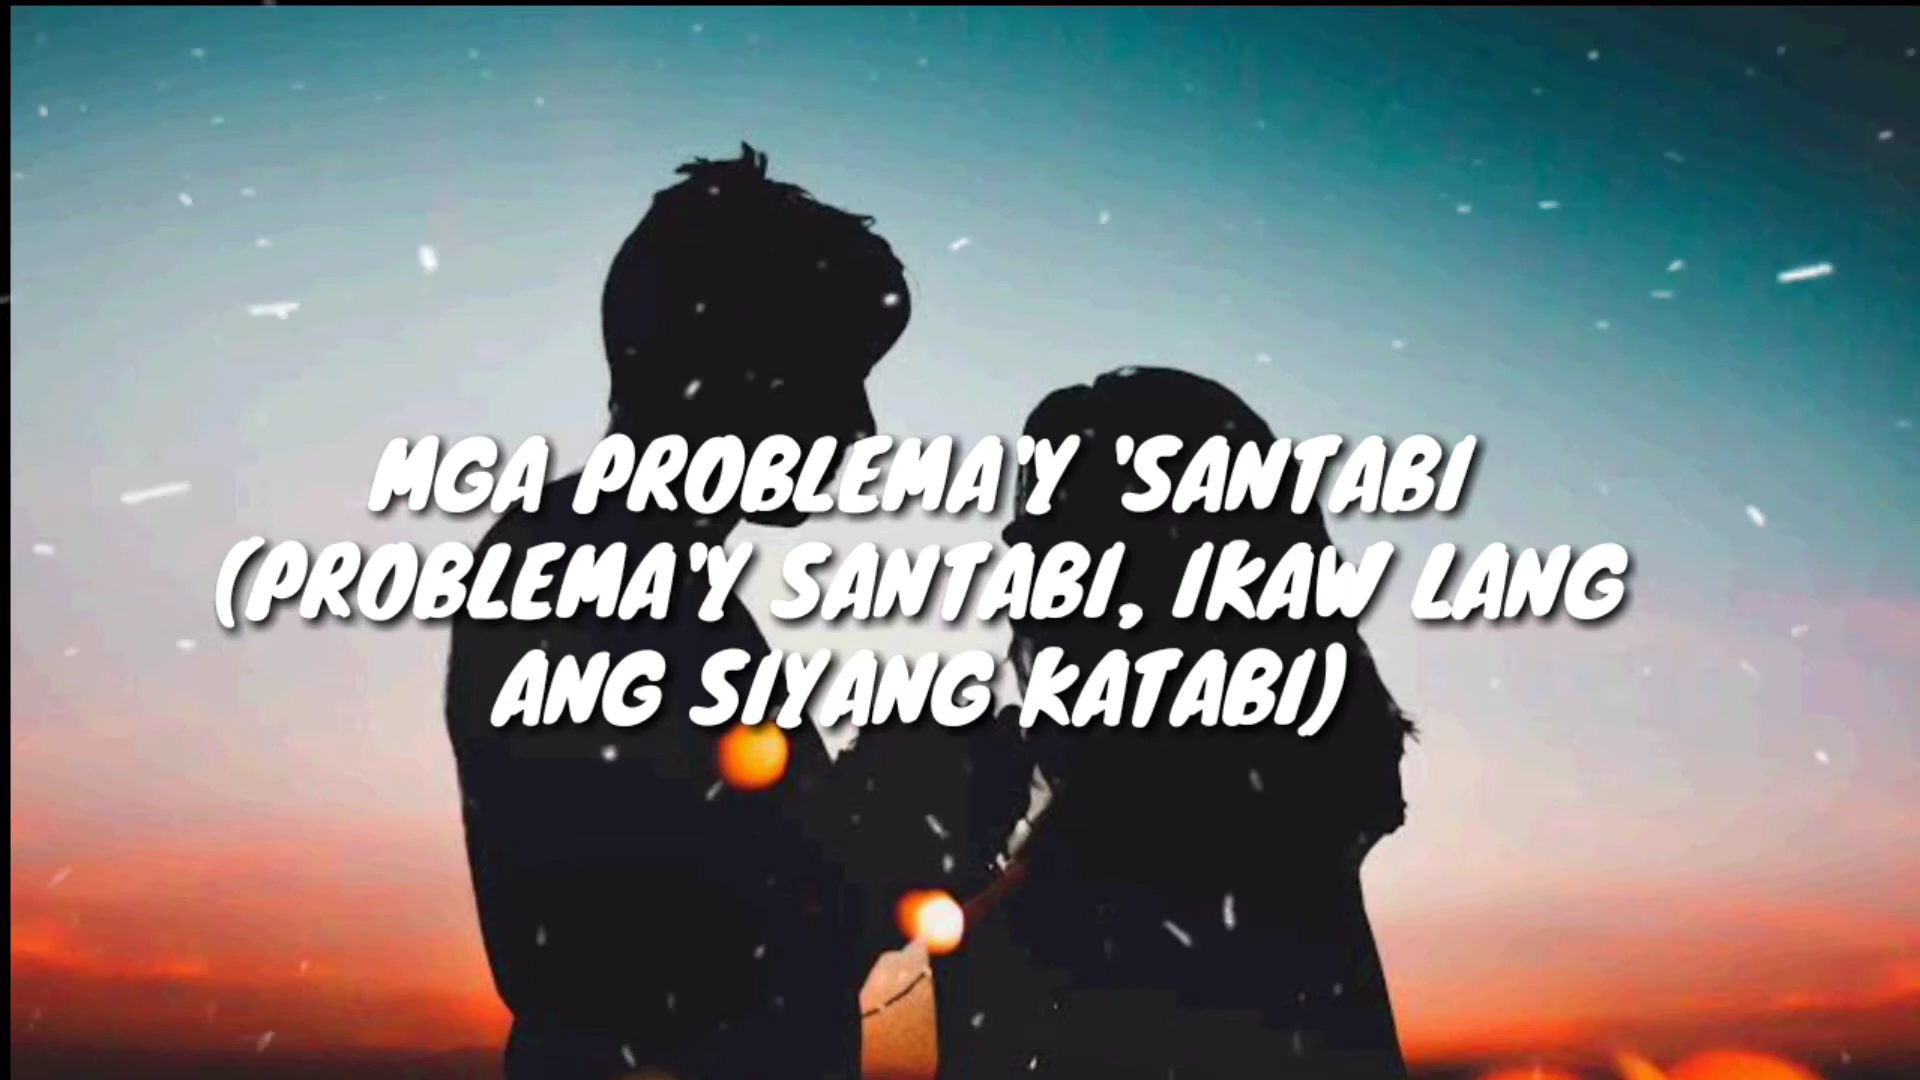 MGA PROBLEMA'Y 'SANTABI
(PROBLEMA'Y SANTABI, IKAW LANG
ANG SIYANG KATABI)